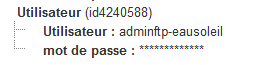 Utilisateur (id4240588)
Utilisateur : adminftp-eausoleil
mot de passe : *************